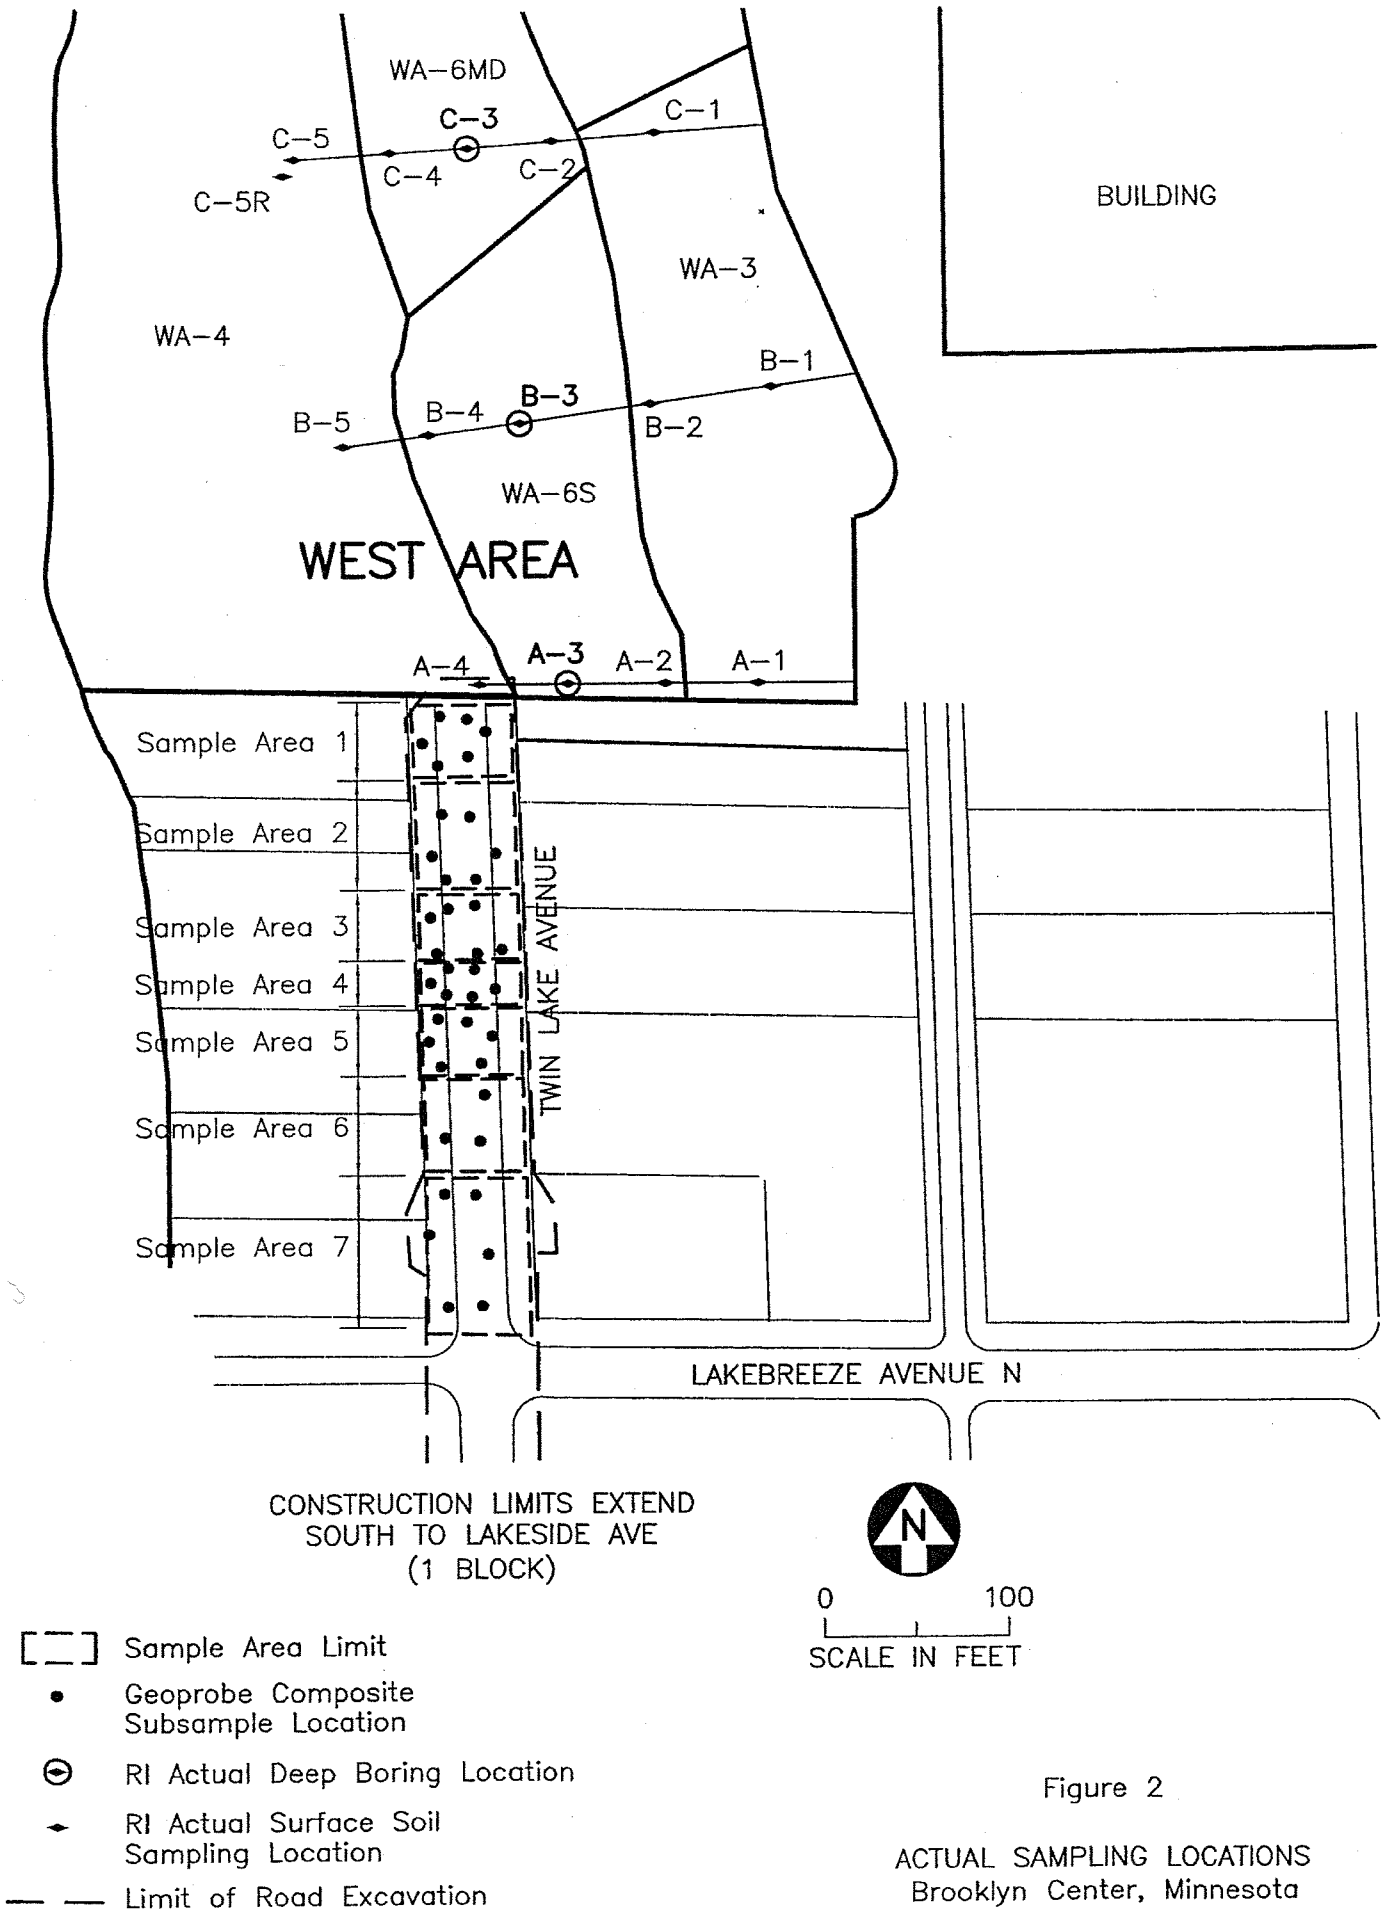 WA-6MD
C-1
C-3
C-5
C-4
C-2
C-5R
BUILDING
WA-3
WA-4
B-1
B-3
B-4
B-5
B-2
WA-6S
WEST AREA
A-4
A-3
A-2
A-1
Sample Area 1
Sample Area 2
Sample Area 3
Sample Area 4
Sample Area 5
Sample Area 6
Sample Area 7
TWIN LAKE AVENUE
LAKEBREEZE AVENUE N
CONSTRUCTION LIMITS EXTEND
SOUTH TO LAKESIDE AVE
(1 BLOCK)
N
0 100
SCALE IN FEET
Sample Area Limit
Geoprobe Composite
Subsample Location
RI Actual Deep Boring Location
RI Actual Surface Soil
Sampling Location
Limit of Road Excavation
Figure 2
ACTUAL SAMPLING LOCATIONS
Brooklyn Center, Minnesota